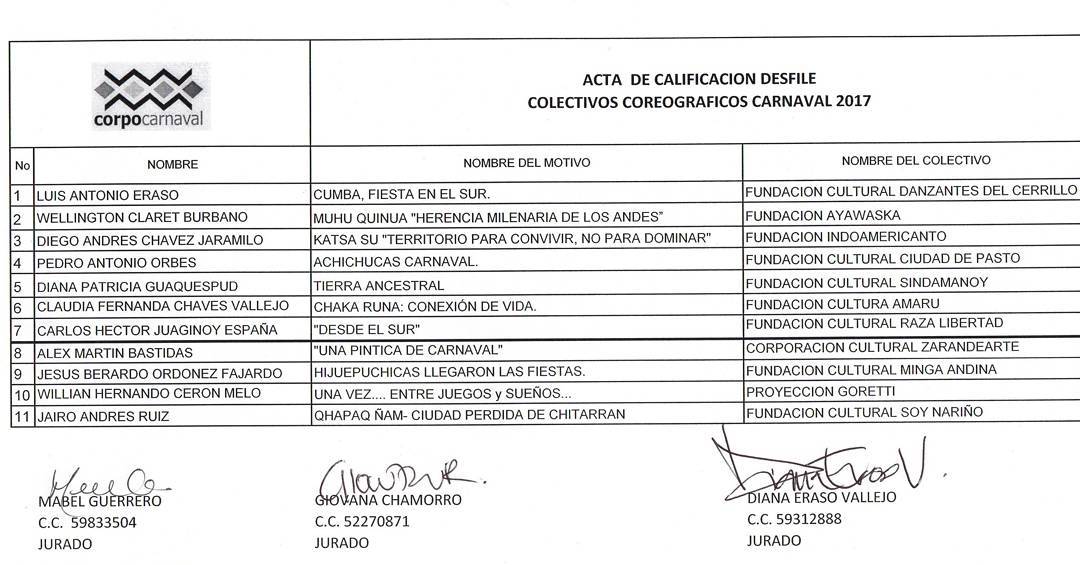 corpocarnaval
ACTA DE CALIFICACION DESFILE
COLECTIVOS COREOGRAFICOS CARNAVAL 2017
No NOMBRE NOMBRE DEL MOTIVO NOMBRE DEL COLECTIVO
1 LUIS ANTONIO ERASO CUMBA, FIESTA EN EL SUR. FUNDACION CULTURAL DANZANTES DEL CERRILLO
2 WELLINGTON CLARET BURBANO MUHU QUINUA "HERENCIA MILENARIA DE LOS ANDES" FUNDACION AYAWASKA
3 DIEGO ANDRES CHAVEZ JARAMILO KATSA SU "TERRITORIO PARA CONVIVIR, NO PARA DOMINAR" FUNDACION INDOAMERICANTO
4 PEDRO ANTONIO ORBES ACHICHUCAS CARNAVAL. FUNDACION CULTURAL CIUDAD DE PASTO
5 DIANA PATRICIA GUAQUESPUD TIERRA ANCESTRAL FUNDACION CULTURAL SINDAMANOY
6 CLAUDIA FERNANDA CHAVES VALLEJO CHAKA RUNA: CONEXIÓN DE VIDA. FUNDACION CULTURA AMARU
7 CARLOS HECTOR JUAGINOY ESPAÑA "DESDE EL SUR" FUNDACION CULTURAL RAZA LIBERTAD
8 ALEX MARTIN BASTIDAS "UNA PINTICA DE CARNAVAL" CORPORACION CULTURAL ZARANDEARTE
9 JESUS BERARDO ORDONEZ FAJARDO HIJUEPUCHICAS LLEGARON LAS FIESTAS. FUNDACION CULTURAL MINGA ANDINA
10 WILLIAN HERNANDO CERON MELO UNA VEZ.... ENTRE JUEGOS y SUEÑOS... PROYECCION GORETTI
11 JAIRO ANDRES RUIZ QHAPAQ ÑAM- CIUDAD PERDIDA DE CHITARRAN FUNDACION CULTURAL SOY NARIÑO
MABEL GUERRERO GIOVANA CHAMORRO DIANA ERASO VALLEJO
C.C. 59833504 C.C. 52270871 C.C. 59312888
JURADO JURADO JURADO